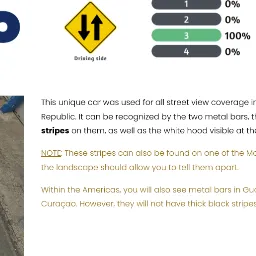 1 0%
2 0%
3 100%
4 0%
Driving side
This unique car was used for all street view coverage in
Republic. It can be recognized by the two metal bars,
stripes on them, as well as the white hood visible at
NOTE: These stripes can also be found on one of the
the landscape should allow you to tell them apart.
Within the Americas, you will also see metal bars in
Curaçao. However, they will not have thick black stripes